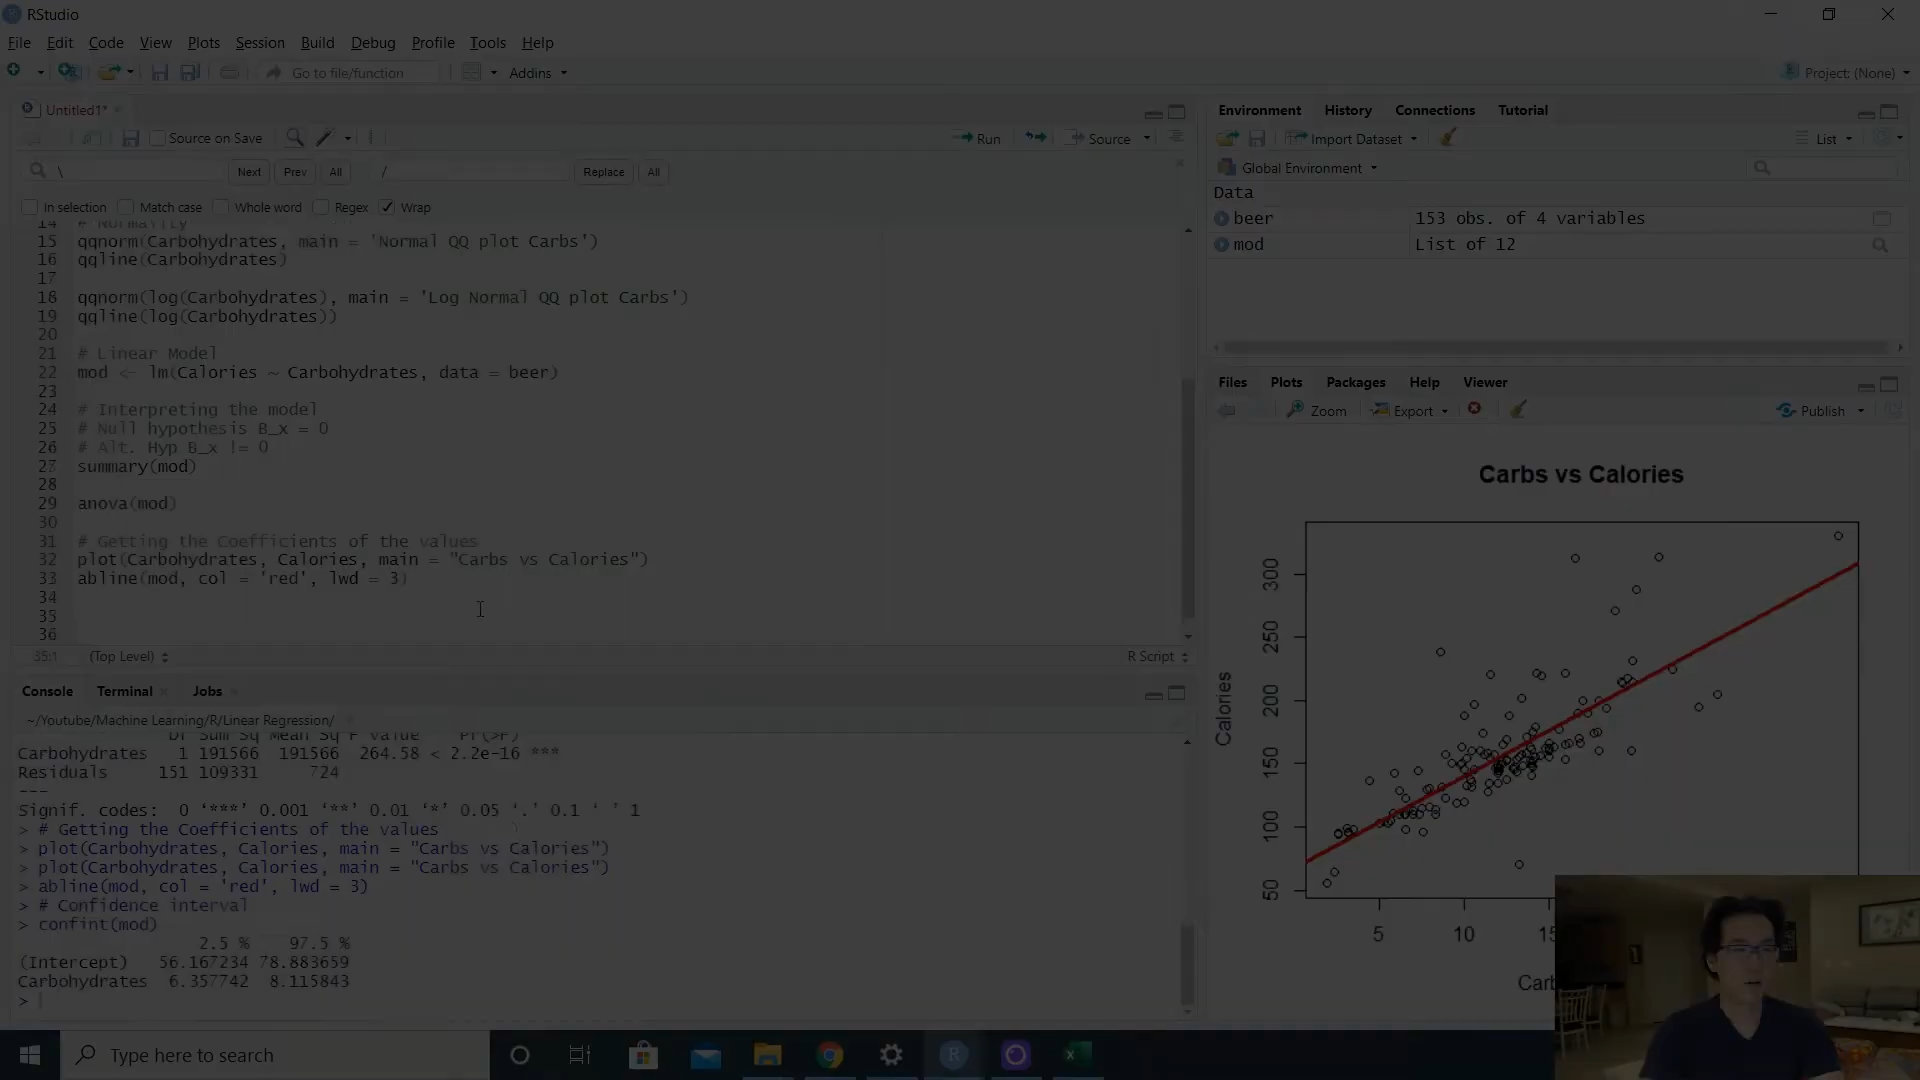 RStudio
File Edit Code View Plots Session Build Debug Profile Tools Help
Go to file/function Addins Project: (None)
Untitled1*
Source on Save Run Source
\ Next Prev All / Replace All
In selection Match case Whole word Regex Wrap
14 # Normality
15 qqnorm(Carbohydrates, main = 'Normal QQ plot Carbs')
16 qqline(Carbohydrates)
17
18 qqnorm(log(Carbohydrates), main = 'Log Normal QQ plot Carbs')
19 qqline(log(Carbohydrates))
20
21 # Linear Model
22 mod <- lm(Calories ~ Carbohydrates, data = beer)
23
24 # Interpreting the model
25 # Null hypothesis B_x = 0
26 # Alt. Hyp B_x != 0
27 summary(mod)
28
29 anova(mod)
30
31 # Getting the Coefficients of the values
32 plot(Carbohydrates, Calories, main = "Carbs vs Calories")
33 abline(mod, col = 'red', lwd = 3)
34
35
36
35:1 (Top Level) R Script
Console Terminal Jobs
~/Youtube/Machine Learning/R/Linear Regression/
Df Sum Sq Mean Sq F value Pr(>F)
Carbohydrates 1 191566 191566 264.58 < 2.2e-16 ***
Residuals 151 109331 724
---
Signif. codes: 0 ‘***’ 0.001 ‘**’ 0.01 ‘*’ 0.05 ‘.’ 0.1 ‘ ’ 1
> # Getting the Coefficients of the values
> plot(Carbohydrates, Calories, main = "Carbs vs Calories")
> plot(Carbohydrates, Calories, main = "Carbs vs Calories")
> abline(mod, col = 'red', lwd = 3)
> # Confidence interval
> confint(mod)
2.5 % 97.5 %
(Intercept) 56.167234 78.883659
Carbohydrates 6.357742 8.115843
>
Environment History Connections Tutorial
Import Dataset List
Global Environment
Data
beer 153 obs. of 4 variables
mod List of 12
Files Plots Packages Help Viewer
Zoom Export Publish
Carbs vs Calories
Calories
300
250
200
150
100
50
5 10 15
Carb
Type here to search